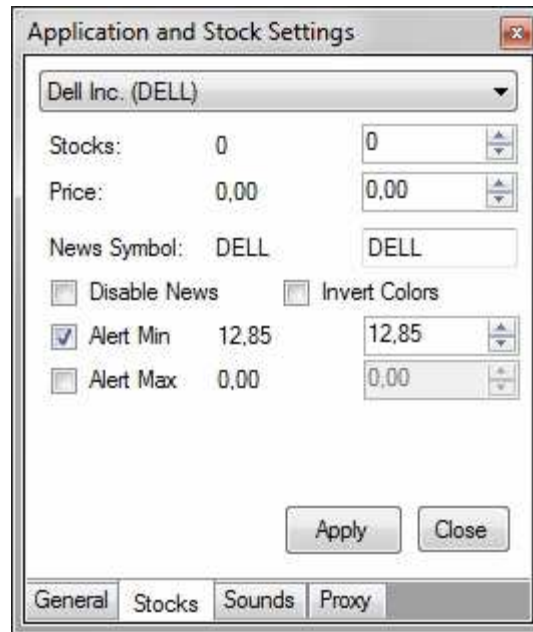 Application and Stock Settings
Dell Inc. (DELL)
Stocks: 0 0
Price: 0,00 0,00
News Symbol: DELL DELL
Disable News Invert Colors
Alert Min 12,85 12,85
Alert Max 0,00 0,00
Apply Close
General Stocks Sounds Proxy